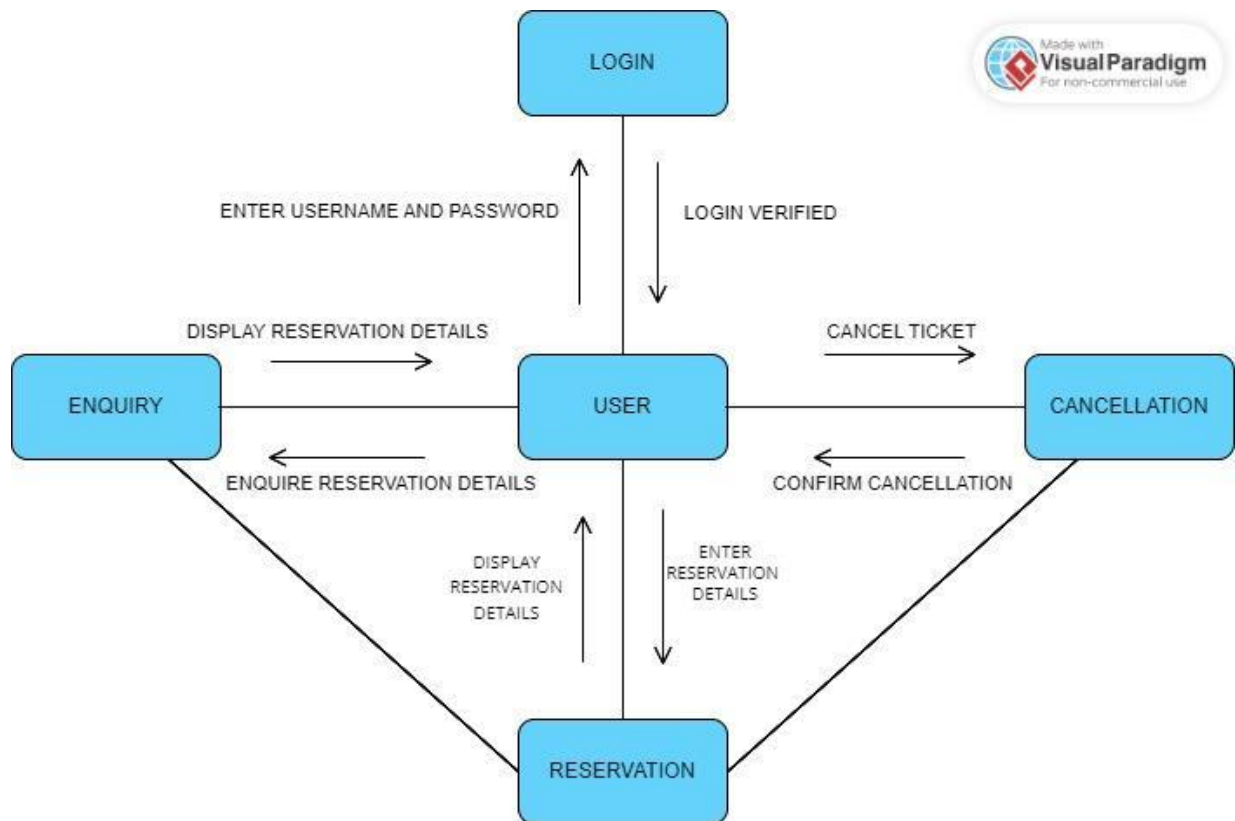 LOGIN
Made with
Visual Paradigm
For non-commercial use
ENTER USERNAME AND PASSWORD
LOGIN VERIFIED
DISPLAY RESERVATION DETAILS
CANCEL TICKET
ENQUIRY
USER
CANCELLATION
ENQUIRE RESERVATION DETAILS
CONFIRM CANCELLATION
DISPLAY
RESERVATION
DETAILS
ENTER
RESERVATION
DETAILS
RESERVATION